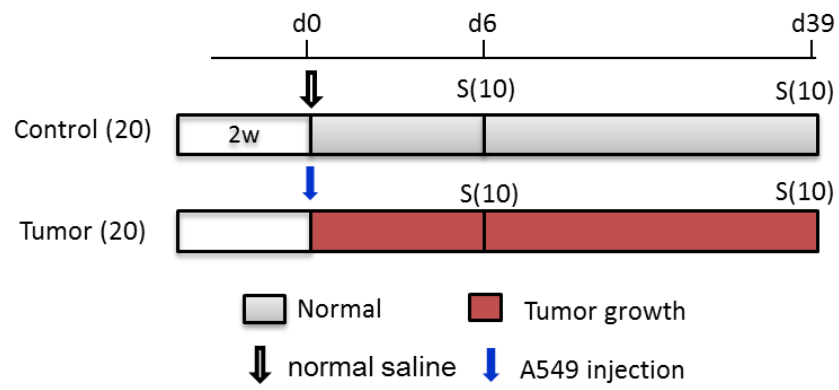 d0 d6 d39
S(10) S(10)
Control (20) 2w
S(10) S(10)
Tumor (20)
Normal Tumor growth
normal saline A549 injection